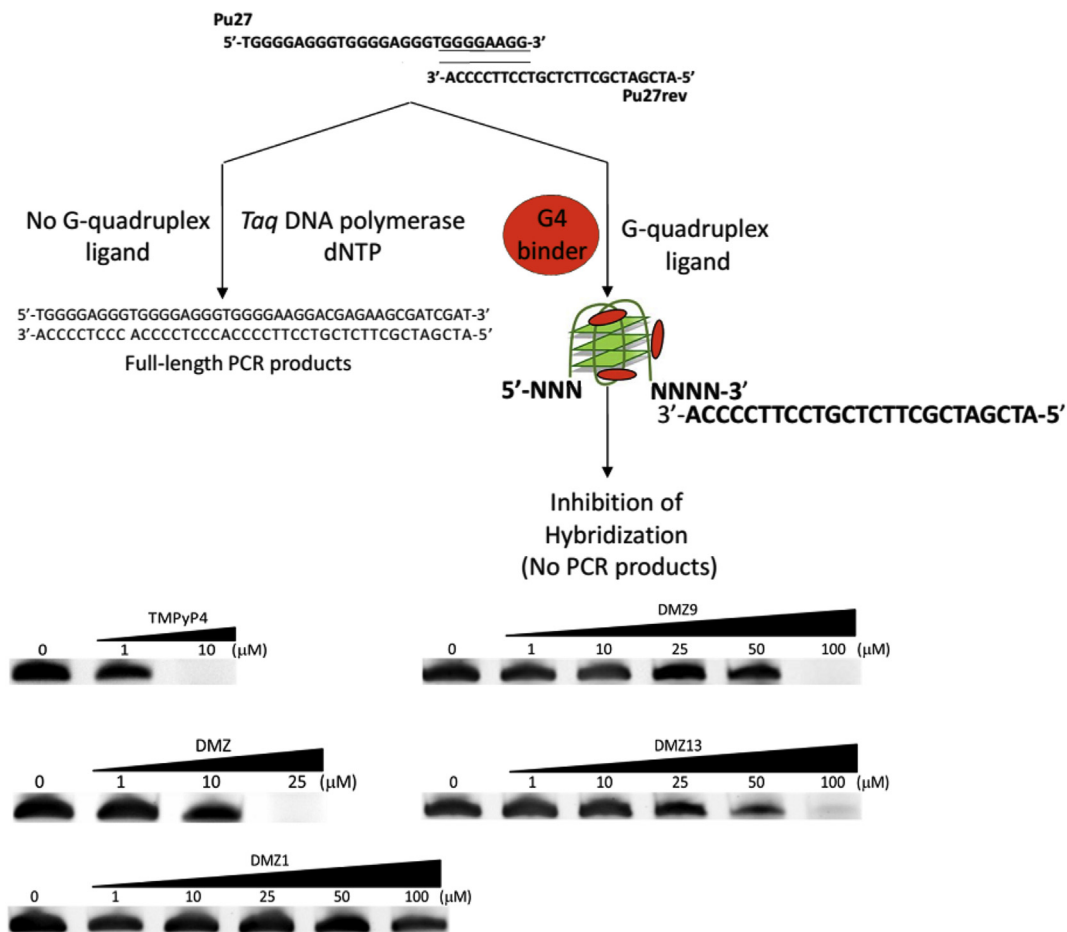 Pu27
5’-TGGGGAGGGTGGGGAGGGTGGGGAAGG-3’
3’-ACCCCTTCCTGCTCTTCGCTAGCTA-5’
Pu27rev
No G-quadruplex
ligand
Taq DNA polymerase
dNTP
G4
binder
G-quadruplex
ligand
5’-TGGGGAGGGTGGGGAGGGTGGGGAAGGACGAGAAGCGATCGAT-3’
3’-ACCCCTCCC ACCCCTCCCACCCCTTCCTGCTCTTCGCTAGCTA-5’
Full-length PCR products
5’-NNN NNNN-3’
3’-ACCCCTTCCTGCTCTTCGCTAGCTA-5’
Inhibition of
Hybridization
(No PCR products)
TMPyP4
0 1 10 (μM)
DMZ9
0 1 10 25 50 100 (μM)
DMZ
0 1 10 25 (μM)
DMZ13
0 1 10 25 50 100 (μM)
DMZ1
0 1 10 25 50 100 (μM)